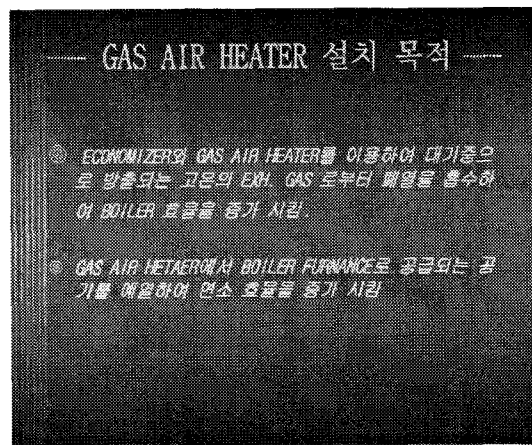 GAS AIR HEATER 설치 목적
① ECONOMIZER와 GAS AIR HEATER를 이용하여 대기중으
로 방출되는 고온의 EXH. GAS 로부터 폐열을 흡수하
여 BOILER 효율을 증가 시킴.
② GAS AIR HETAER에서 BOILER FURNANCE로 공급되는 공
기를 예열하여 연소 효율을 증가 시킴